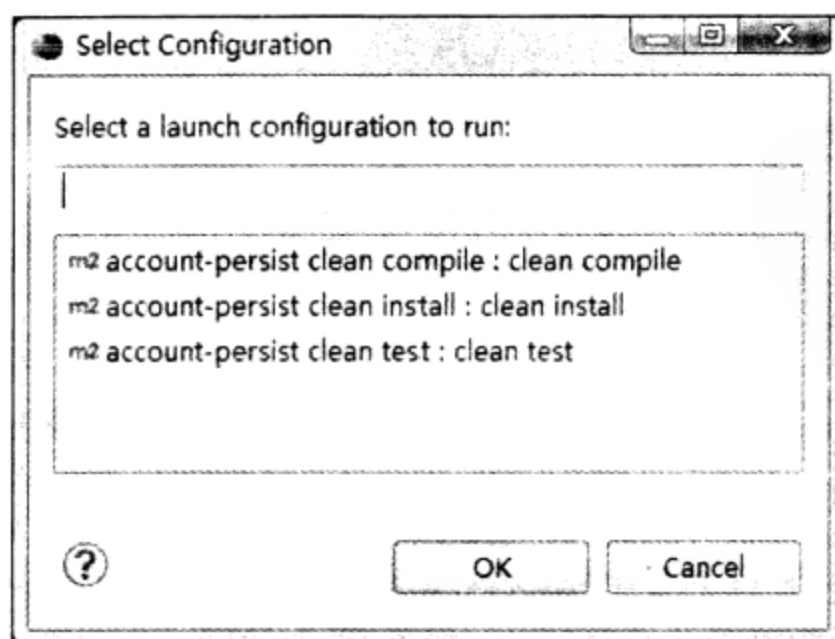 Select Configuration
Select a launch configuration to run:
m2 account-persist clean compile : clean compile
m2 account-persist clean install : clean install
m2 account-persist clean test : clean test
?
OK
Cancel